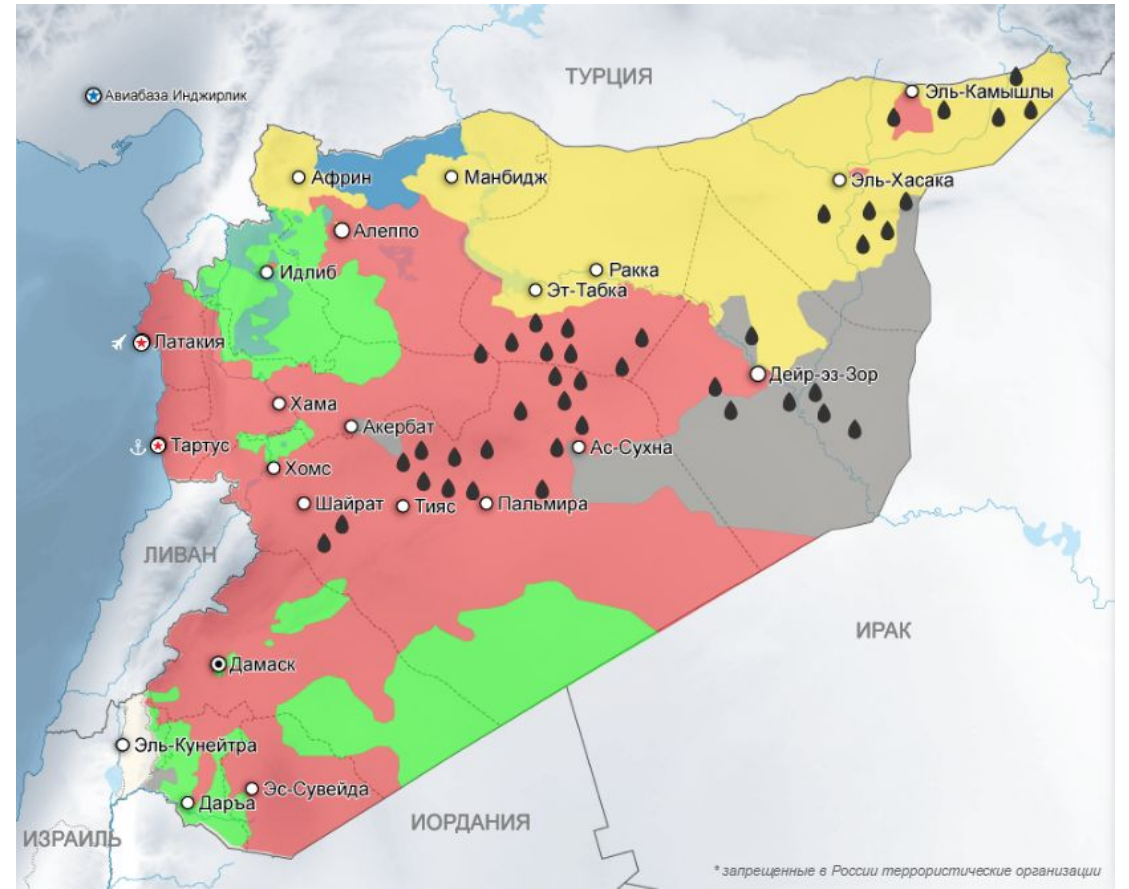 ТУРЦИЯ
Авиабаза Инджирлик
Эль-Камышлы
Африн
Манбидж
Эль-Хасака
Алеппо
Идлиб
Ракка
Эт-Табка
Латакия
Дейр-эз-Зор
Хама
Акербат
Тартус
Ас-Сухна
Хомс
Шайрат
Тияс
Пальмира
ЛИВАН
ИРАК
Дамаск
Эль-Кунейтра
Эс-Сувейда
Даръа
ИОРДАНИЯ
ИЗРАИЛЬ
* запрещенные в России террористические организации